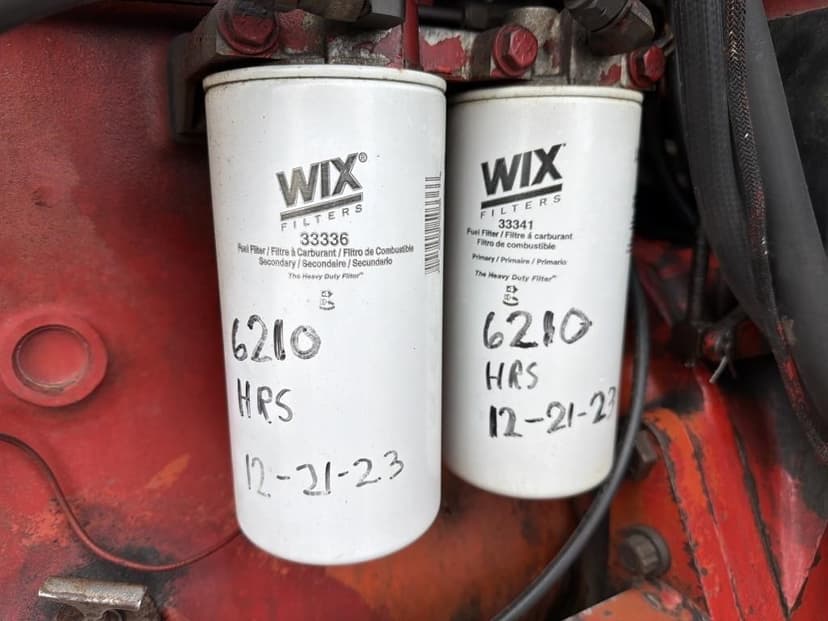 WIX®
FILTERS
33336
Fuel Filter / Filtre à Carburant / Filtro de Combustible
Secondary / Secondaire / Secundario
The Heavy Duty Filter™
6210
HRS
12-21-23
WIX®
FILTERS
33341
Fuel Filter / Filtre à carburant
Filtro de combustible
Primary / Primaire / Primario
The Heavy Duty Filter™
6210
HRS
12-21-23